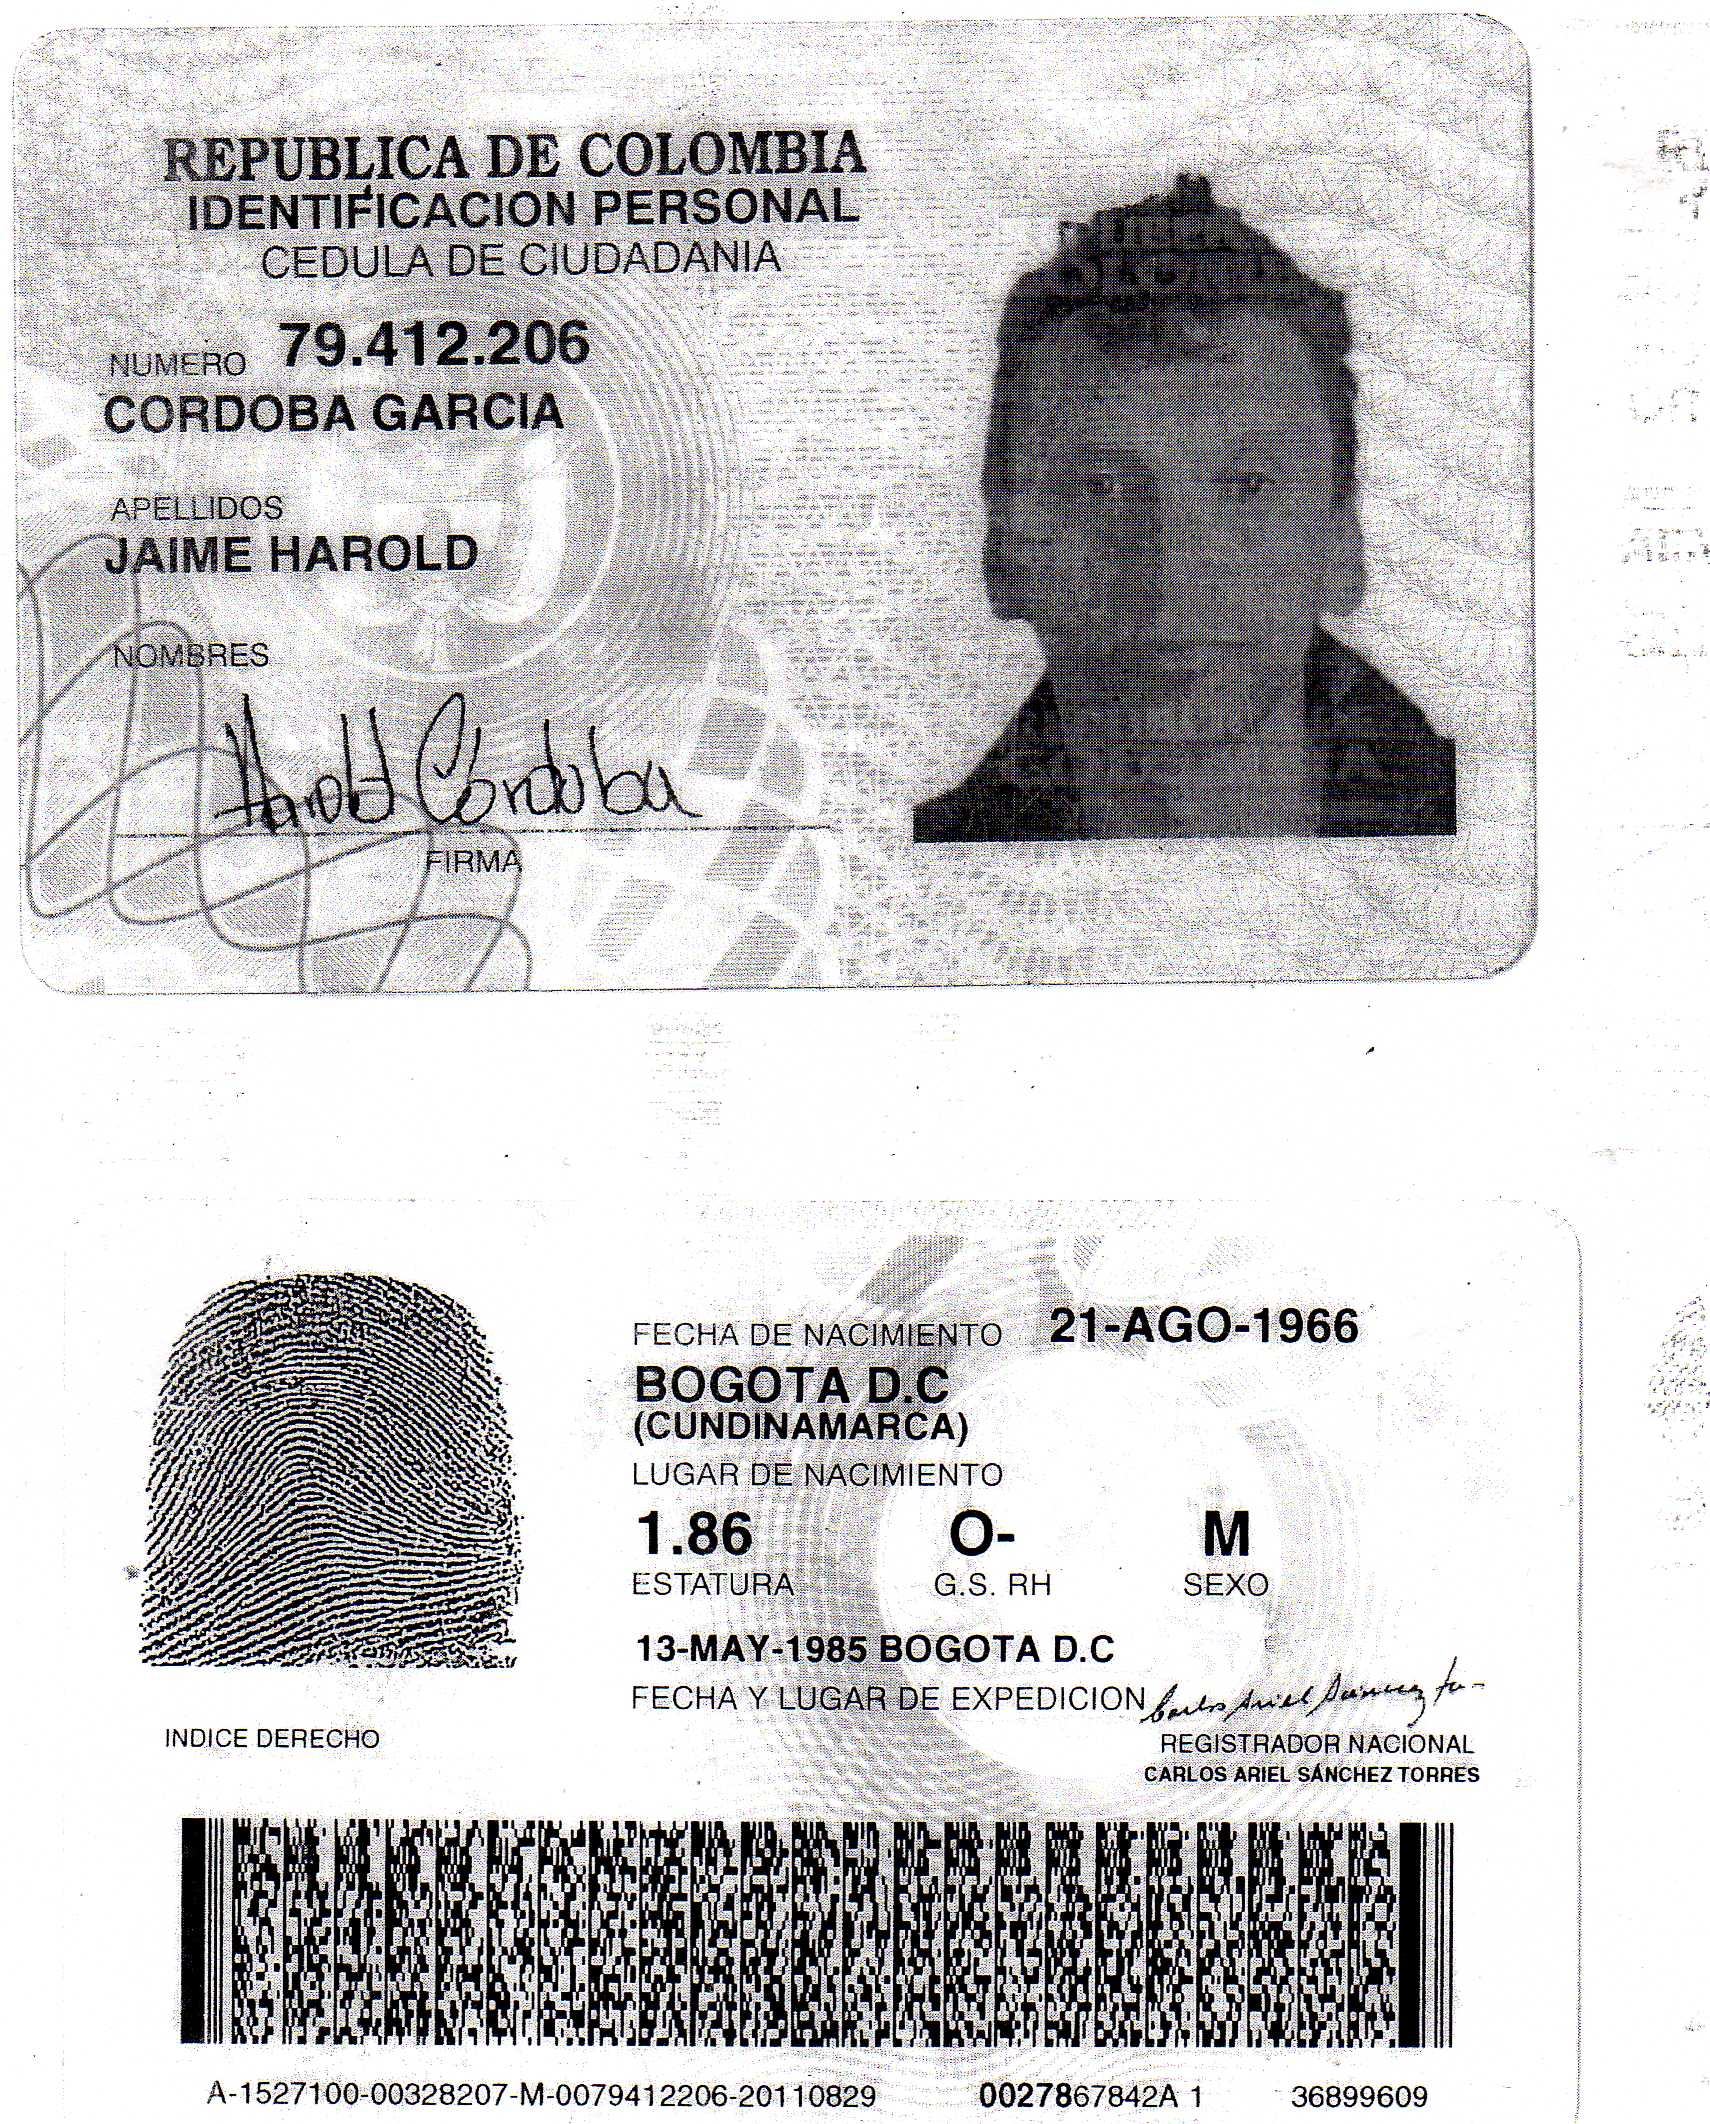 REPUBLICA DE COLOMBIA
IDENTIFICACION PERSONAL
CEDULA DE CIUDADANIA
NUMERO 79.412.206
CORDOBA GARCIA
APELLIDOS
JAIME HAROLD
NOMBRES
Harold Cordoba
FIRMA
FECHA DE NACIMIENTO 21-AGO-1966
BOGOTA D.C
(CUNDINAMARCA)
LUGAR DE NACIMIENTO
1.86 O- M
ESTATURA G.S. RH SEXO
13-MAY-1985 BOGOTA D.C
FECHA Y LUGAR DE EXPEDICION
Carlos Ariel Sánchez To-
INDICE DERECHO
REGISTRADOR NACIONAL
CARLOS ARIEL SÁNCHEZ TORRES
A-1527100-00328207-M-0079412206-20110829 0027867842A 1 36899609